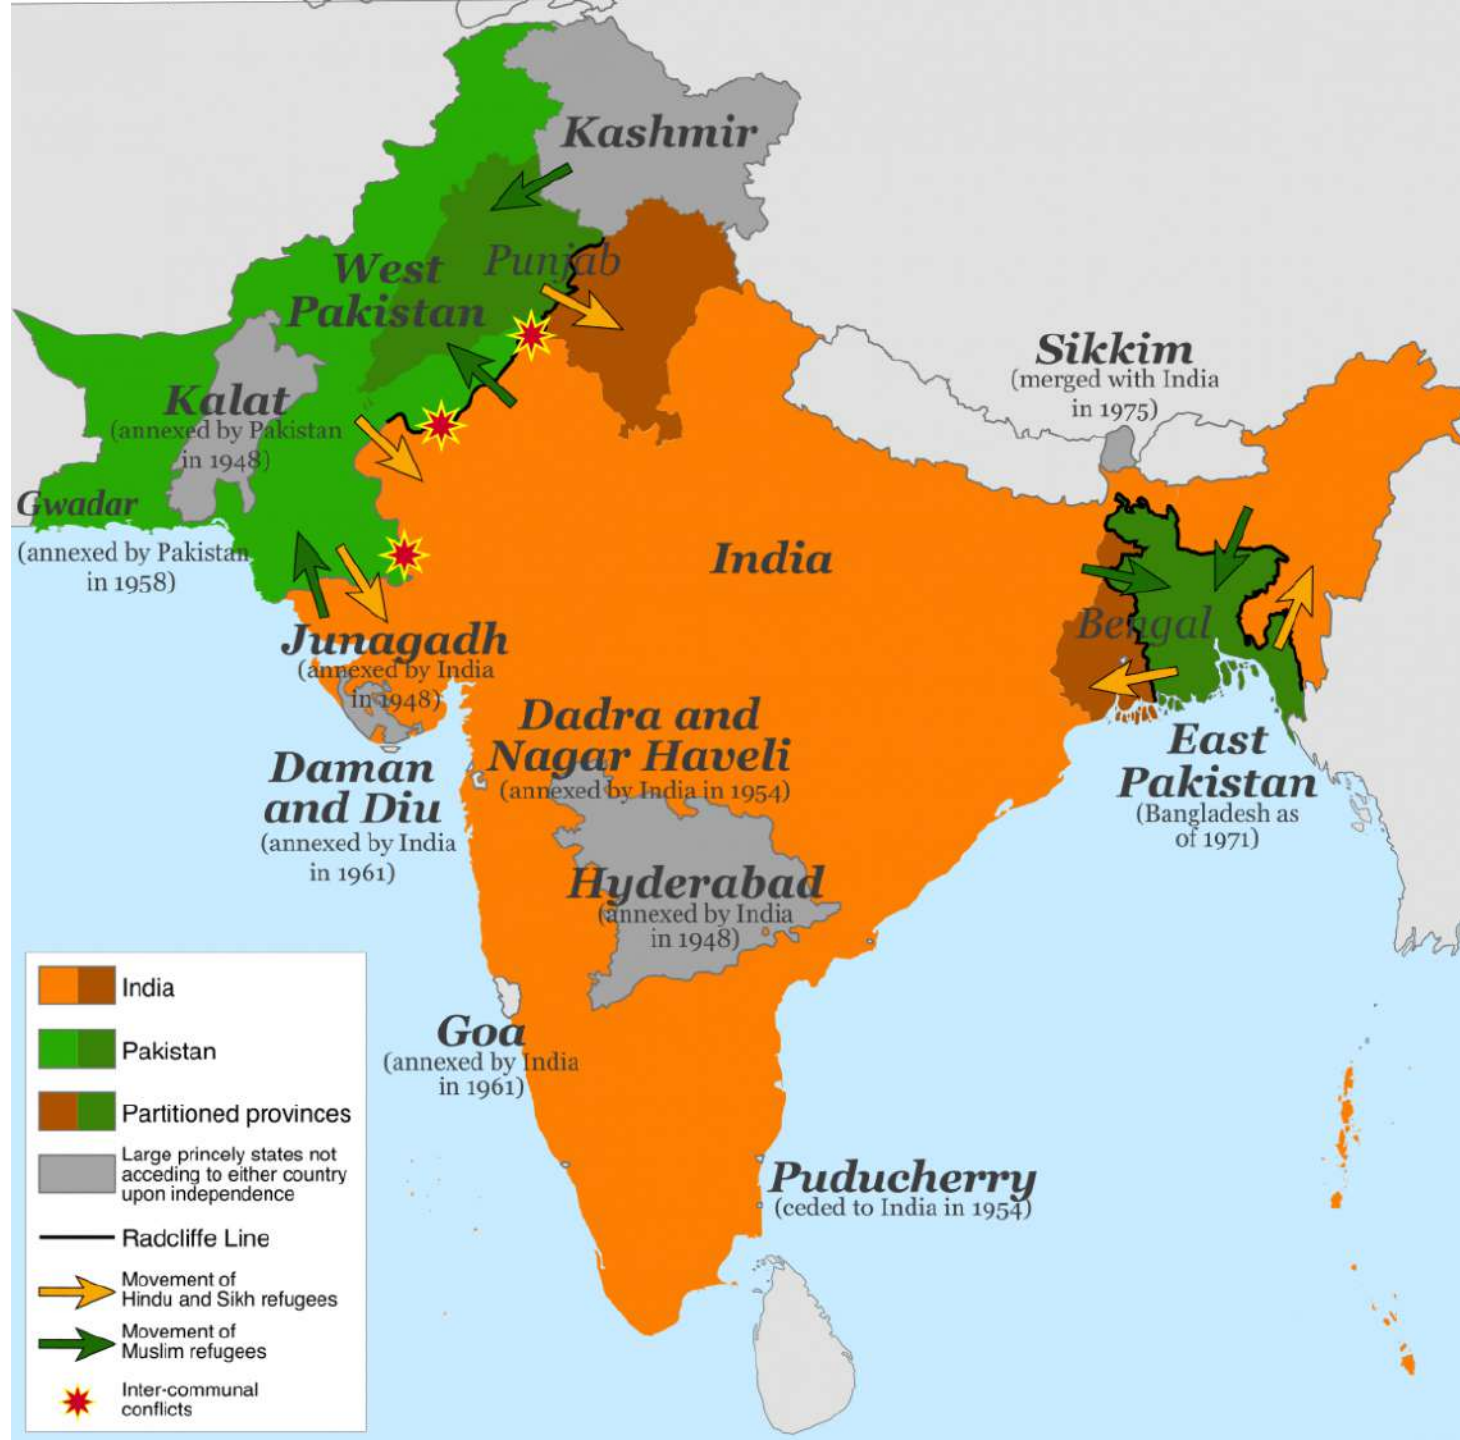 Kashmir
West
Pakistan
Punjab
Sikkim
(merged with India
in 1975)
Kalat
(annexed by Pakistan
in 1948)
Gwadar
(annexed by Pakistan
in 1958)
India
Bengal
Junagadh
(annexed by India
in 1948)
Dadra and
Nagar Haveli
(annexed by India in 1954)
Daman
and Diu
(annexed by India
in 1961)
East
Pakistan
(Bangladesh as
of 1971)
Hyderabad
(annexed by India
in 1948)
Goa
(annexed by India
in 1961)
Puducherry
(ceded to India in 1954)
India
Pakistan
Partitioned provinces
Large princely states not
acceding to either country
upon independence
Radcliffe Line
Movement of
Hindu and Sikh refugees
Movement of
Muslim refugees
Inter-communal
conflicts